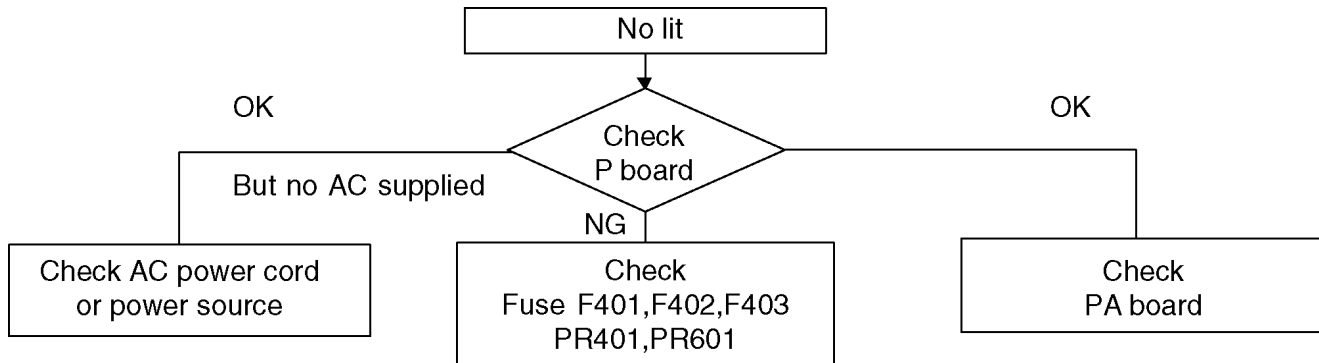 No lit
OK
OK
Check
P board
But no AC supplied
NG
Check AC power cord
or power source
Check
Fuse F401,F402,F403
PR401,PR601
Check
PA board